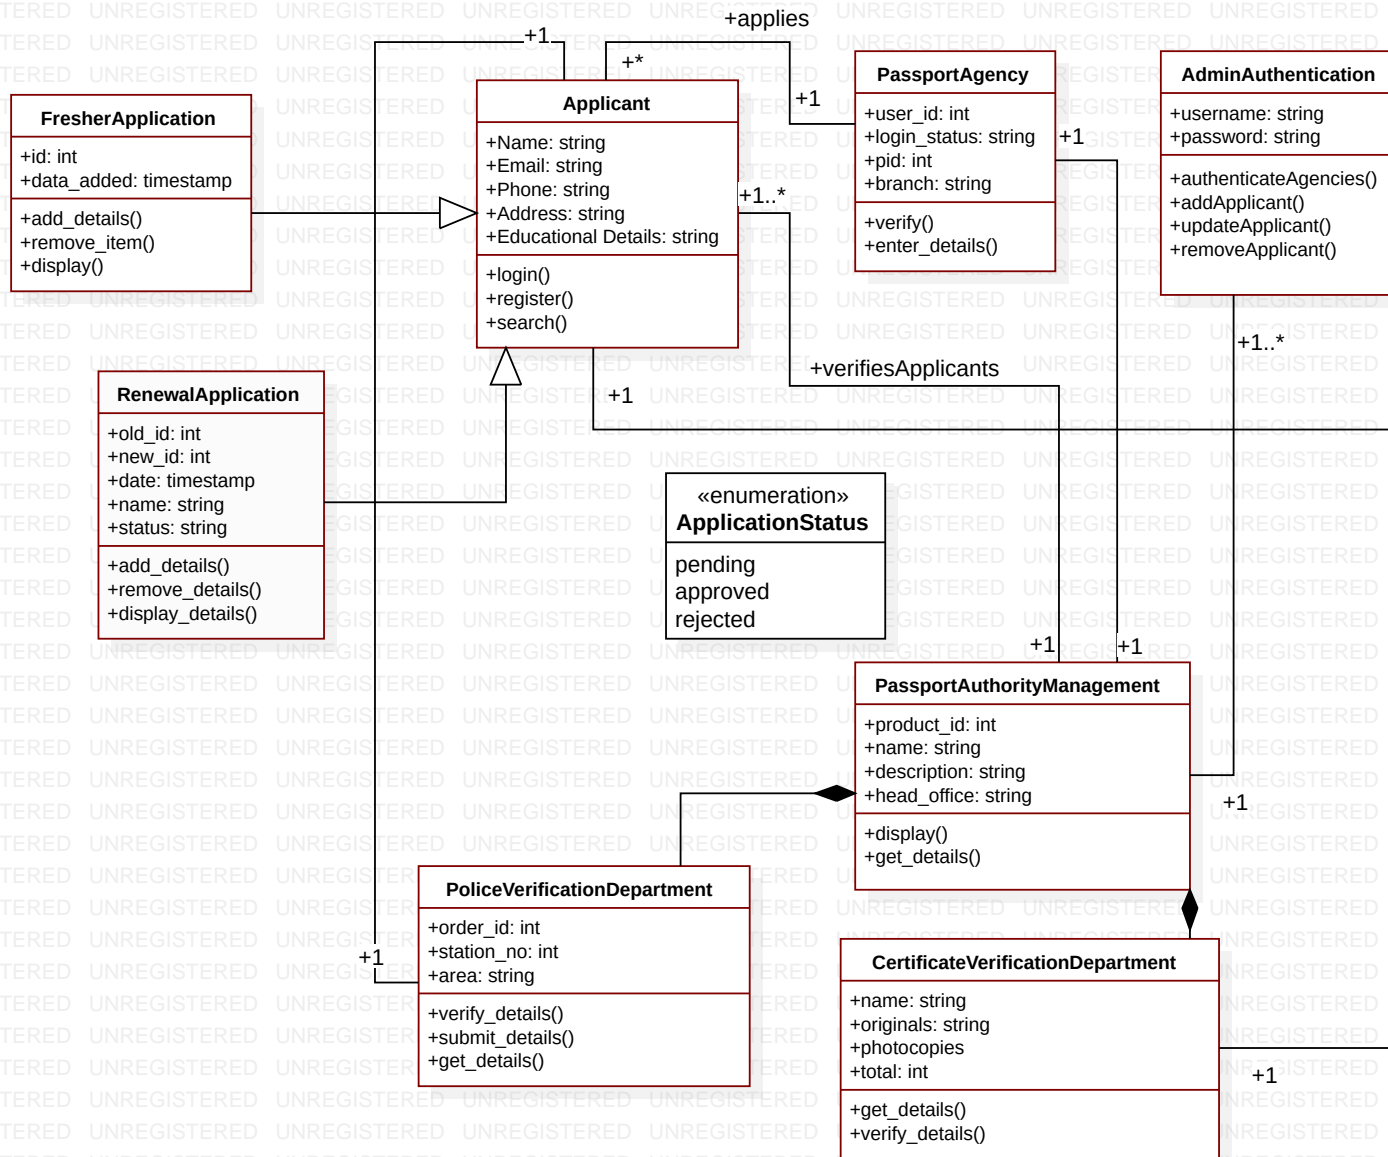 +applies
+1
+*
+1
FresherApplication
+id: int
+data_added: timestamp
+add_details()
+remove_item()
+display()
Applicant
+Name: string
+Email: string
+Phone: string
+Address: string
+Educational Details: string
+login()
+register()
+search()
PassportAgency
+user_id: int
+login_status: string
+pid: int
+branch: string
+verify()
+enter_details()
+1
AdminAuthentication
+username: string
+password: string
+authenticateAgencies()
+addApplicant()
+updateApplicant()
+removeApplicant()
+1..*
+1..*
+verifiesApplicants
+1
RenewalApplication
+old_id: int
+new_id: int
+date: timestamp
+name: string
+status: string
+add_details()
+remove_details()
+display_details()
«enumeration»
ApplicationStatus
pending
approved
rejected
+1
+1
PassportAuthorityManagement
+product_id: int
+name: string
+description: string
+head_office: string
+display()
+get_details()
+1
PoliceVerificationDepartment
+order_id: int
+station_no: int
+area: string
+verify_details()
+submit_details()
+get_details()
+1
CertificateVerificationDepartment
+name: string
+originals: string
+photocopies
+total: int
+get_details()
+verify_details()
+1
UNREGISTERED